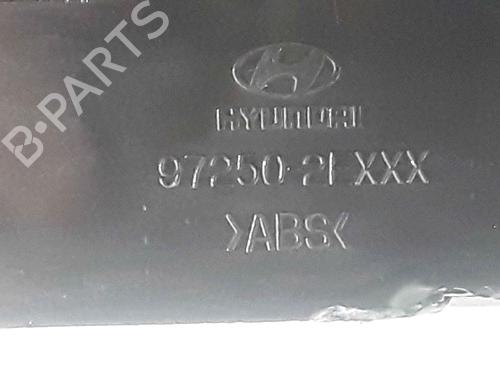 B-PARTS
HYUNDAI
97250-2EXXX
>ABS<